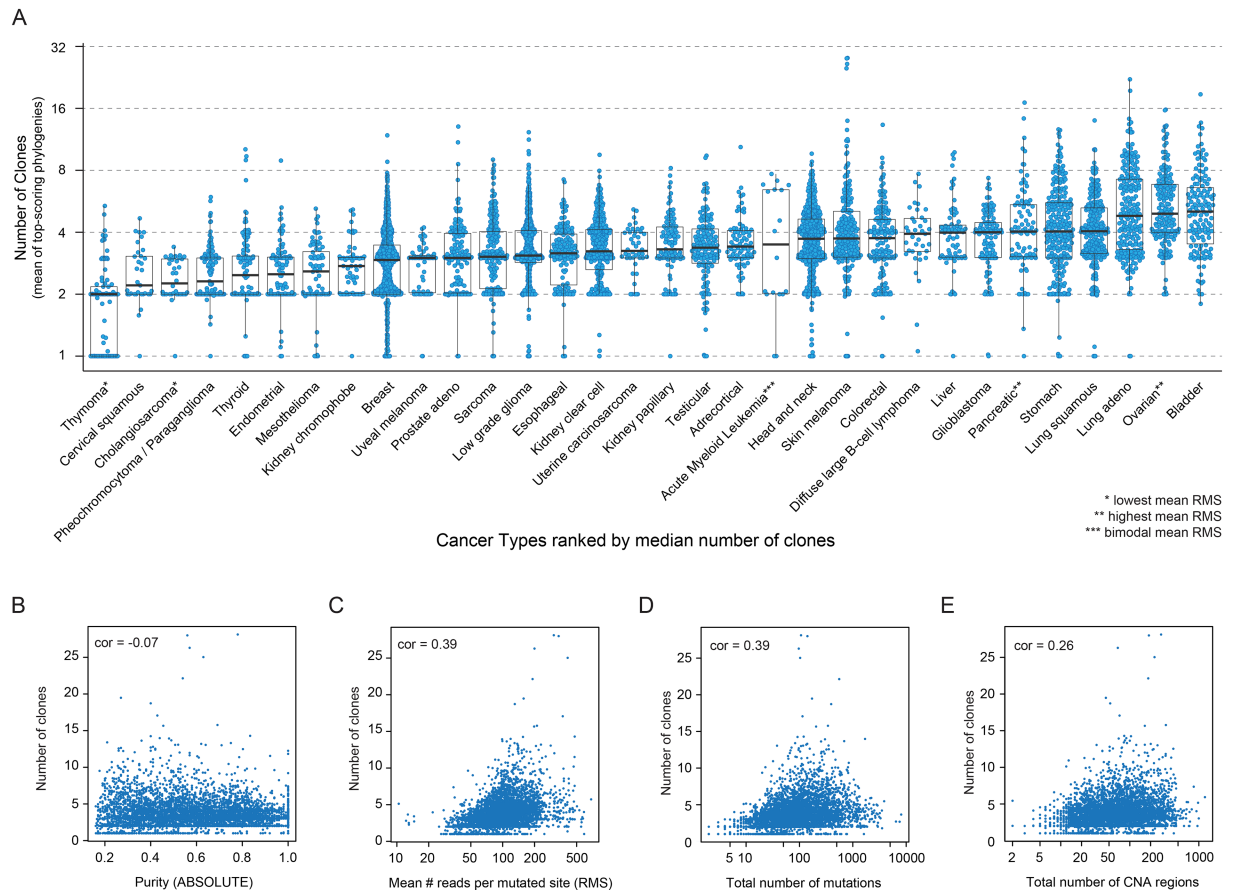 A
Number of Clones
(mean of top-scoring phylogenies)
32
16
8
4
2
1
Thymoma*
Cervical squamous
Cholangiosarcoma*
Pheochromocytoma / Paraganglioma
Thyroid
Endometrial
Mesothelioma
Kidney chromophobe
Breast
Uveal melanoma
Prostate adeno
Sarcoma
Low grade glioma
Esophageal
Kidney clear cell
Uterine carcinosarcoma
Kidney papillary
Testicular
Adrecortical
Acute Myeloid Leukemia***
Head and neck
Skin melanoma
Colorectal
Diffuse large B-cell lymphoma
Liver
Glioblastoma
Pancreatic**
Stomach
Lung squamous
Lung adeno
Ovarian**
Bladder
* lowest mean RMS
** highest mean RMS
*** bimodal mean RMS
Cancer Types ranked by median number of clones
B
cor = -0.07
Number of clones
25
20
15
10
5
0
0.2 0.4 0.6 0.8 1.0
Purity (ABSOLUTE)
C
cor = 0.39
Number of clones
25
20
15
10
5
0
10 20 50 100 200 500
Mean # reads per mutated site (RMS)
D
cor = 0.39
Number of clones
25
20
15
10
5
0
5 10 100 1000 10000
Total number of mutations
E
cor = 0.26
Number of clones
25
20
15
10
5
0
2 5 20 50 200 1000
Total number of CNA regions